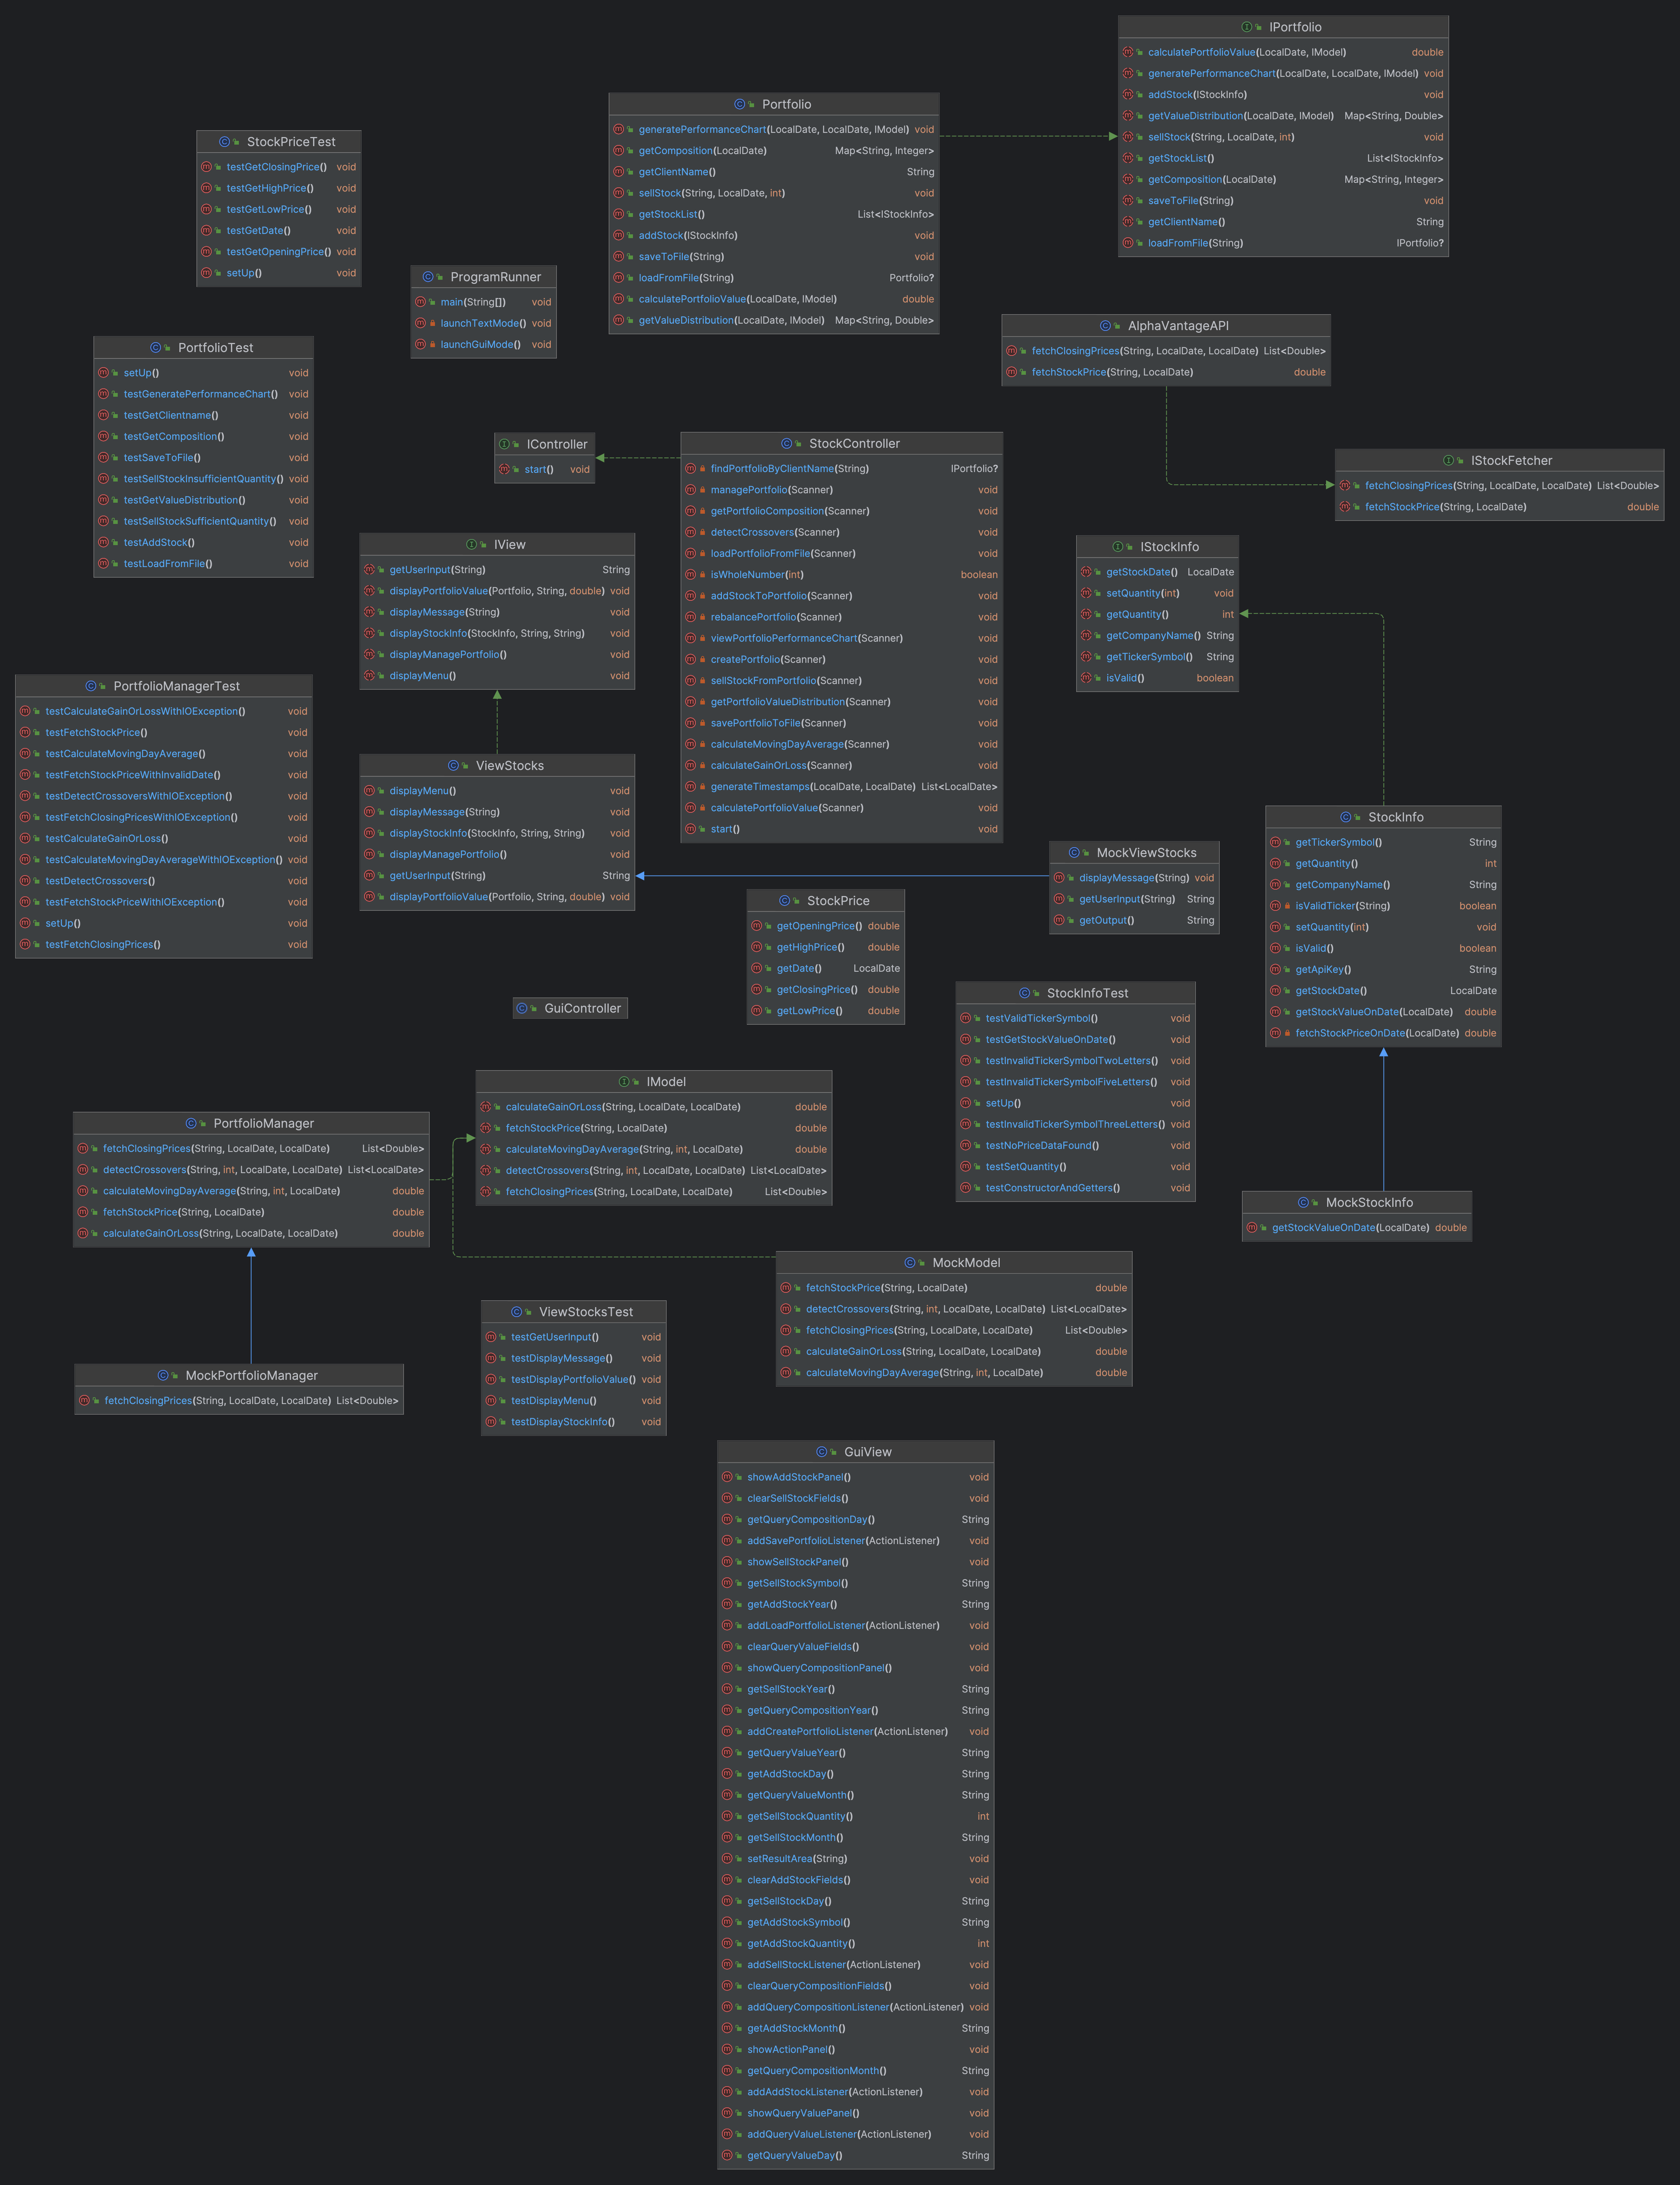 IPortfolio
calculatePortfolioValue(LocalDate, IModel) double
generatePerformanceChart(LocalDate, LocalDate, IModel) void
addStock(IStockInfo) void
getValueDistribution(LocalDate, IModel) Map<String, Double>
sellStock(String, LocalDate, int) void
getStockList() List<IStockInfo>
getComposition(LocalDate) Map<String, Integer>
saveToFile(String) void
getClientName() String
loadFromFile(String) IPortfolio?
Portfolio
generatePerformanceChart(LocalDate, LocalDate, IModel) void
getComposition(LocalDate) Map<String, Integer>
getClientName() String
sellStock(String, LocalDate, int) void
getStockList() List<IStockInfo>
addStock(IStockInfo) void
saveToFile(String) void
loadFromFile(String) Portfolio?
calculatePortfolioValue(LocalDate, IModel) double
getValueDistribution(LocalDate, IModel) Map<String, Double>
StockPriceTest
testGetClosingPrice() void
testGetHighPrice() void
testGetLowPrice() void
testGetDate() void
testGetOpeningPrice() void
setUp() void
ProgramRunner
main(String[]) void
launchTextMode() void
launchGuiMode() void
AlphaVantageAPI
fetchClosingPrices(String, LocalDate, LocalDate) List<Double>
fetchStockPrice(String, LocalDate) double
PortfolioTest
setUp() void
testGeneratePerformanceChart() void
testGetClientname() void
testGetComposition() void
testSaveToFile() void
testSellStockInsufficientQuantity() void
testGetValueDistribution() void
testSellStockSufficientQuantity() void
testAddStock() void
testLoadFromFile() void
IController
start() void
StockController
findPortfolioByClientName(String) IPortfolio?
managePortfolio(Scanner) void
getPortfolioComposition(Scanner) void
detectCrossovers(Scanner) void
loadPortfolioFromFile(Scanner) void
isWholeNumber(int) boolean
addStockToPortfolio(Scanner) void
rebalancePortfolio(Scanner) void
viewPortfolioPerformanceChart(Scanner) void
createPortfolio(Scanner) void
sellStockFromPortfolio(Scanner) void
getPortfolioValueDistribution(Scanner) void
savePortfolioToFile(Scanner) void
calculateMovingDayAverage(Scanner) void
calculateGainOrLoss(Scanner) void
generateTimestamps(LocalDate, LocalDate) List<LocalDate>
calculatePortfolioValue(Scanner) void
start() void
IStockFetcher
fetchClosingPrices(String, LocalDate, LocalDate) List<Double>
fetchStockPrice(String, LocalDate) double
IView
getUserInput(String) String
displayPortfolioValue(Portfolio, String, double) void
displayMessage(String) void
displayStockInfo(StockInfo, String, String) void
displayManagePortfolio() void
displayMenu() void
IStockInfo
getStockDate() LocalDate
setQuantity(int) void
getQuantity() int
getCompanyName() String
getTickerSymbol() String
isValid() boolean
PortfolioManagerTest
testCalculateGainOrLossWithIOException() void
testFetchStockPrice() void
testCalculateMovingDayAverage() void
testFetchStockPriceWithInvalidDate() void
testDetectCrossoversWithIOException() void
testFetchClosingPricesWithIOException() void
testCalculateGainOrLoss() void
testCalculateMovingDayAverageWithIOException() void
testDetectCrossovers() void
testFetchStockPriceWithIOException() void
setUp() void
testFetchClosingPrices() void
ViewStocks
displayMenu() void
displayMessage(String) void
displayStockInfo(StockInfo, String, String) void
displayManagePortfolio() void
getUserInput(String) String
displayPortfolioValue(Portfolio, String, double) void
StockInfo
getTickerSymbol() String
getQuantity() int
getCompanyName() String
isValidTicker(String) boolean
setQuantity(int) void
isValid() boolean
getApiKey() String
getStockDate() LocalDate
getStockValueOnDate(LocalDate) double
fetchStockPriceOnDate(LocalDate) double
MockViewStocks
displayMessage(String) void
getUserInput(String) String
getOutput() String
StockPrice
getOpeningPrice() double
getHighPrice() double
getDate() LocalDate
getClosingPrice() double
getLowPrice() double
GuiController
StockInfoTest
testValidTickerSymbol() void
testGetStockValueOnDate() void
testInvalidTickerSymbolTwoLetters() void
testInvalidTickerSymbolFiveLetters() void
setUp() void
testInvalidTickerSymbolThreeLetters() void
testNoPriceDataFound() void
testSetQuantity() void
testConstructorAndGetters() void
IModel
calculateGainOrLoss(String, LocalDate, LocalDate) double
fetchStockPrice(String, LocalDate) double
calculateMovingDayAverage(String, int, LocalDate) double
detectCrossovers(String, int, LocalDate, LocalDate) List<LocalDate>
fetchClosingPrices(String, LocalDate, LocalDate) List<Double>
PortfolioManager
fetchClosingPrices(String, LocalDate, LocalDate) List<Double>
detectCrossovers(String, int, LocalDate, LocalDate) List<LocalDate>
calculateMovingDayAverage(String, int, LocalDate) double
fetchStockPrice(String, LocalDate) double
calculateGainOrLoss(String, LocalDate, LocalDate) double
MockStockInfo
getStockValueOnDate(LocalDate) double
MockModel
fetchStockPrice(String, LocalDate) double
detectCrossovers(String, int, LocalDate, LocalDate) List<LocalDate>
fetchClosingPrices(String, LocalDate, LocalDate) List<Double>
calculateGainOrLoss(String, LocalDate, LocalDate) double
calculateMovingDayAverage(String, int, LocalDate) double
ViewStocksTest
testGetUserInput() void
testDisplayMessage() void
testDisplayPortfolioValue() void
testDisplayMenu() void
testDisplayStockInfo() void
MockPortfolioManager
fetchClosingPrices(String, LocalDate, LocalDate) List<Double>
GuiView
showAddStockPanel() void
clearSellStockFields() void
getQueryCompositionDay() String
addSavePortfolioListener(ActionListener) void
showSellStockPanel() void
getSellStockSymbol() String
getAddStockYear() String
addLoadPortfolioListener(ActionListener) void
clearQueryValueFields() void
showQueryCompositionPanel() void
getSellStockYear() String
getQueryCompositionYear() String
addCreatePortfolioListener(ActionListener) void
getQueryValueYear() String
getAddStockDay() String
getQueryValueMonth() String
getSellStockQuantity() int
getSellStockMonth() String
setResultArea(String) void
clearAddStockFields() void
getSellStockDay() String
getAddStockSymbol() String
getAddStockQuantity() int
addSellStockListener(ActionListener) void
clearQueryCompositionFields() void
addQueryCompositionListener(ActionListener) void
getAddStockMonth() String
showActionPanel() void
getQueryCompositionMonth() String
addAddStockListener(ActionListener) void
showQueryValuePanel() void
addQueryValueListener(ActionListener) void
getQueryValueDay() String